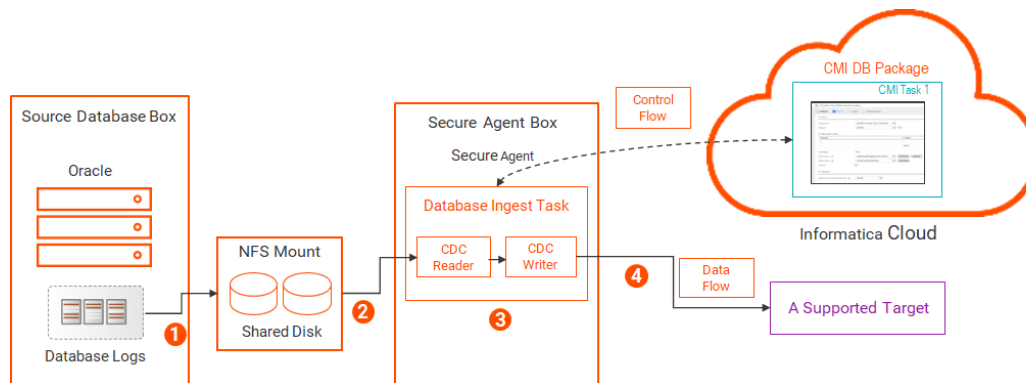 Source Database Box
Oracle
Database Logs
1
NFS Mount
Shared Disk
2
Secure Agent Box
Secure Agent
Database Ingest Task
CDC
Reader
CDC
Writer
3
Control
Flow
4
Data
Flow
CMI DB Package
CMI Task 1
Informatica Cloud
A Supported Target